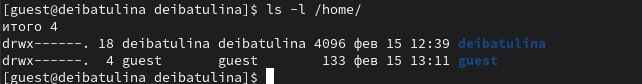 [guest@deibatulina deibatulina]$ ls -l /home/
итого 4
drwx------. 18 deibatulina deibatulina 4096 фев 15 12:39 deibatulina
drwx------.  4 guest       guest        133 фев 15 13:11 guest
[guest@deibatulina deibatulina]$